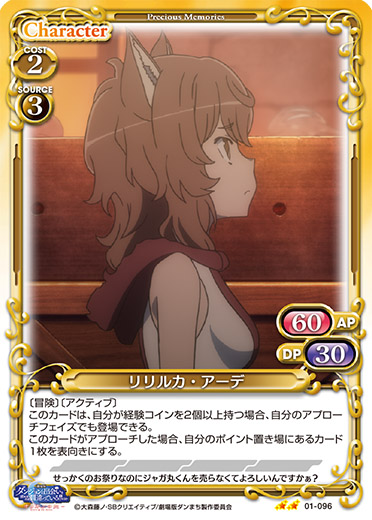 Precious Memories
Character
COST
2
SOURCE
3
60 AP
DP 30
リリルカ・アーデ
［冒険］〔アクティブ〕
このカードは、自分が経験コインを2個以上持つ場合、自分のアプロー
チフェイズでも登場できる。
このカードがアプローチした場合、自分のポイント置き場にあるカード
1枚を表向きにする。
せっかくのお祭りなのにジャガ丸くんを売らなくてよろしいんですかぁ?
©大森藤ノ・SBクリエイティブ/劇場版ダンまち製作委員会
01-096